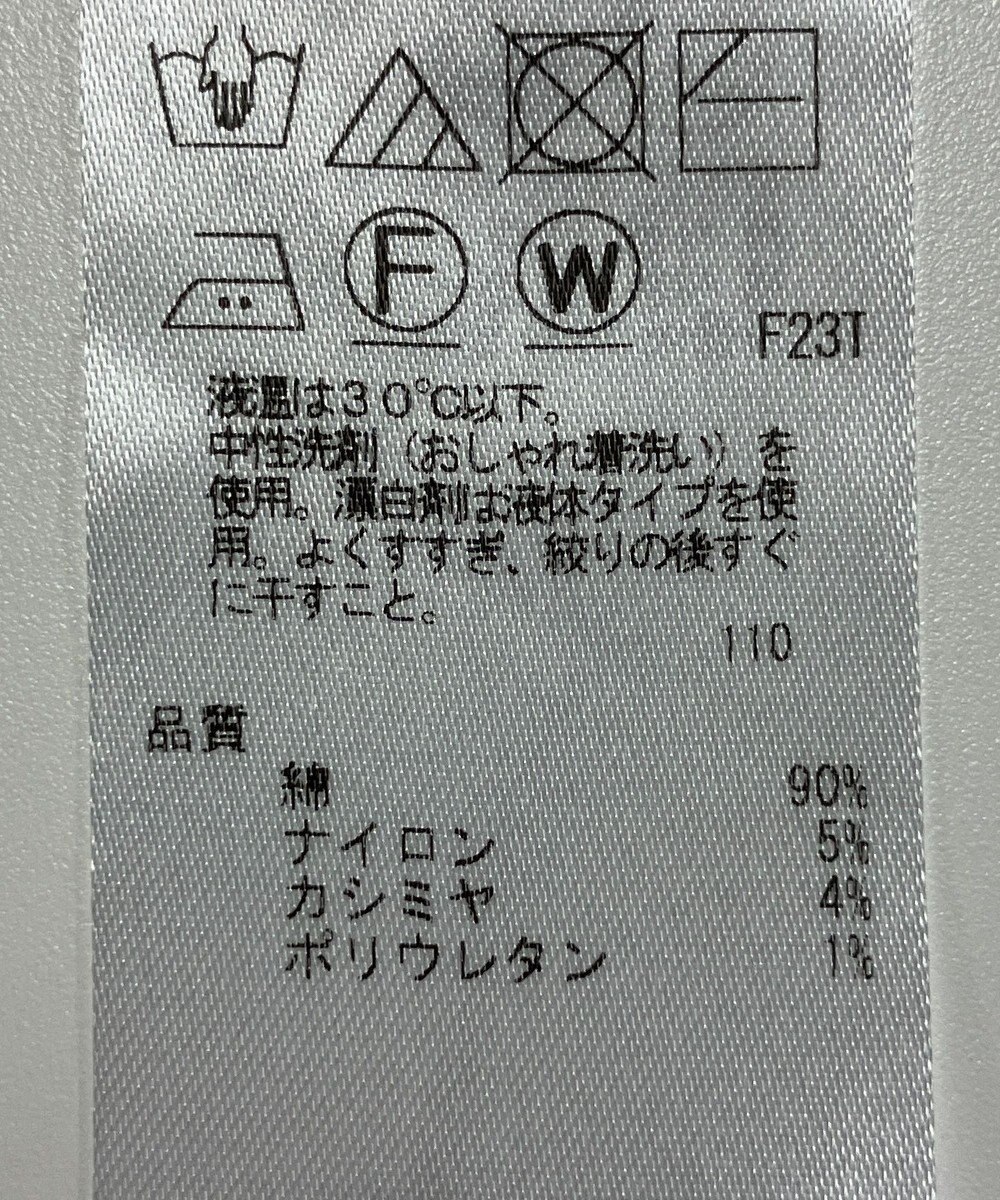 F
W
F23T
液温は30℃以下。
中性洗剤（おしゃれ着洗い）を
使用。漂白剤は液体タイプを使
用。よくすすぎ、絞りの後すぐ
に干すこと。
110
品質
綿 90%
ナイロン 5%
カシミヤ 4%
ポリウレタン 1%